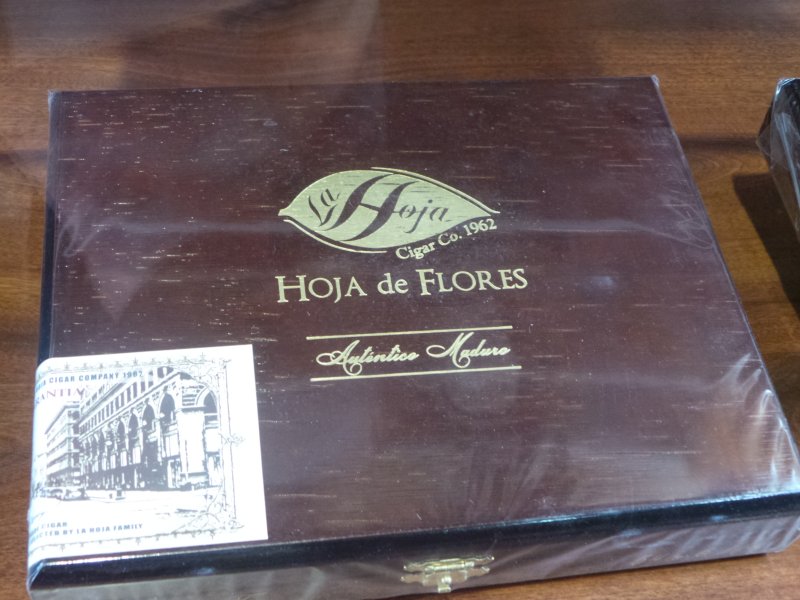 La Hoja
Cigar Co. 1962
HOJA de FLORES
Auténtico Maduro
CIGAR COMPANY 1962
CIGAR
BY LA HOJA FAMILY